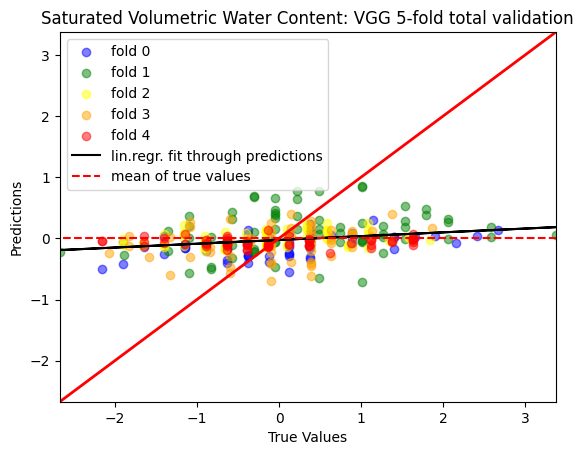 Saturated Volumetric Water Content: VGG 5-fold total validation
fold 0
fold 1
fold 2
fold 3
fold 4
lin.regr. fit through predictions
mean of true values
Predictions
3
2
1
0
−1
−2
−2
−1
0
1
2
3
True Values